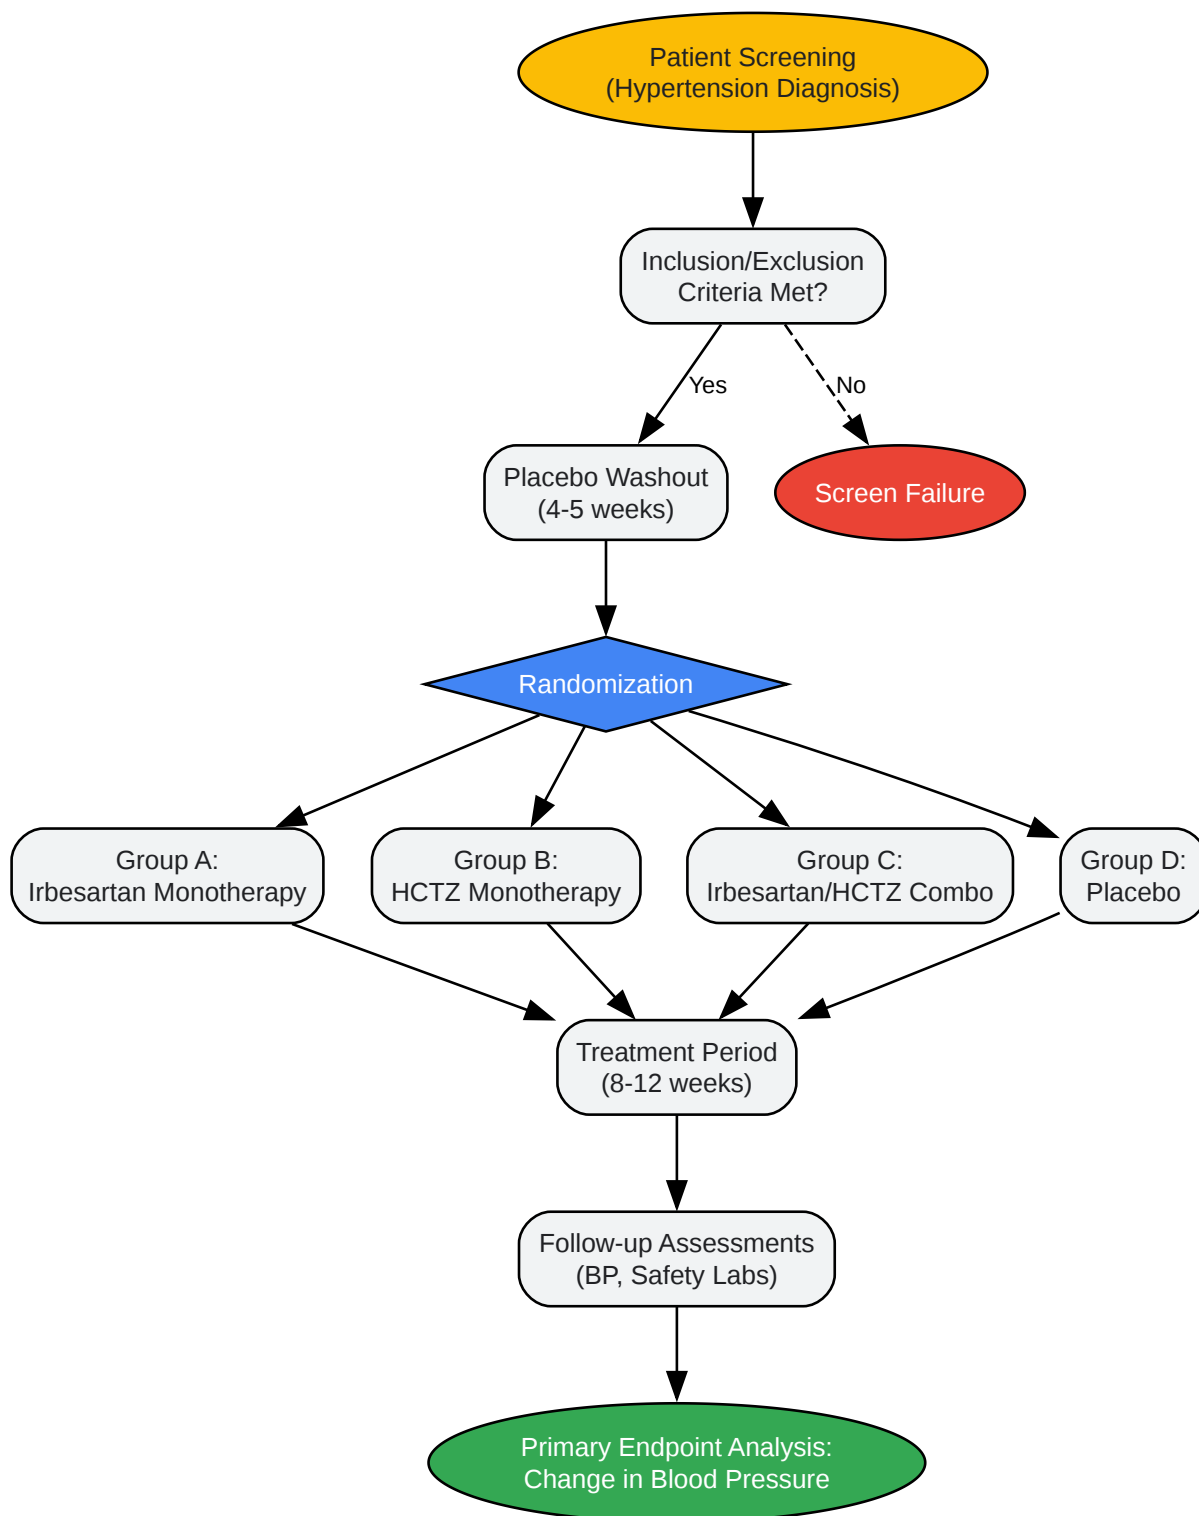 Patient Screening
(Hypertension Diagnosis)
Inclusion/Exclusion
Criteria Met?
Yes
No
Placebo Washout
(4-5 weeks)
Screen Failure
Randomization
Group A:
Irbesartan Monotherapy
Group B:
HCTZ Monotherapy
Group C:
Irbesartan/HCTZ Combo
Group D:
Placebo
Treatment Period
(8-12 weeks)
Follow-up Assessments
(BP, Safety Labs)
Primary Endpoint Analysis:
Change in Blood Pressure